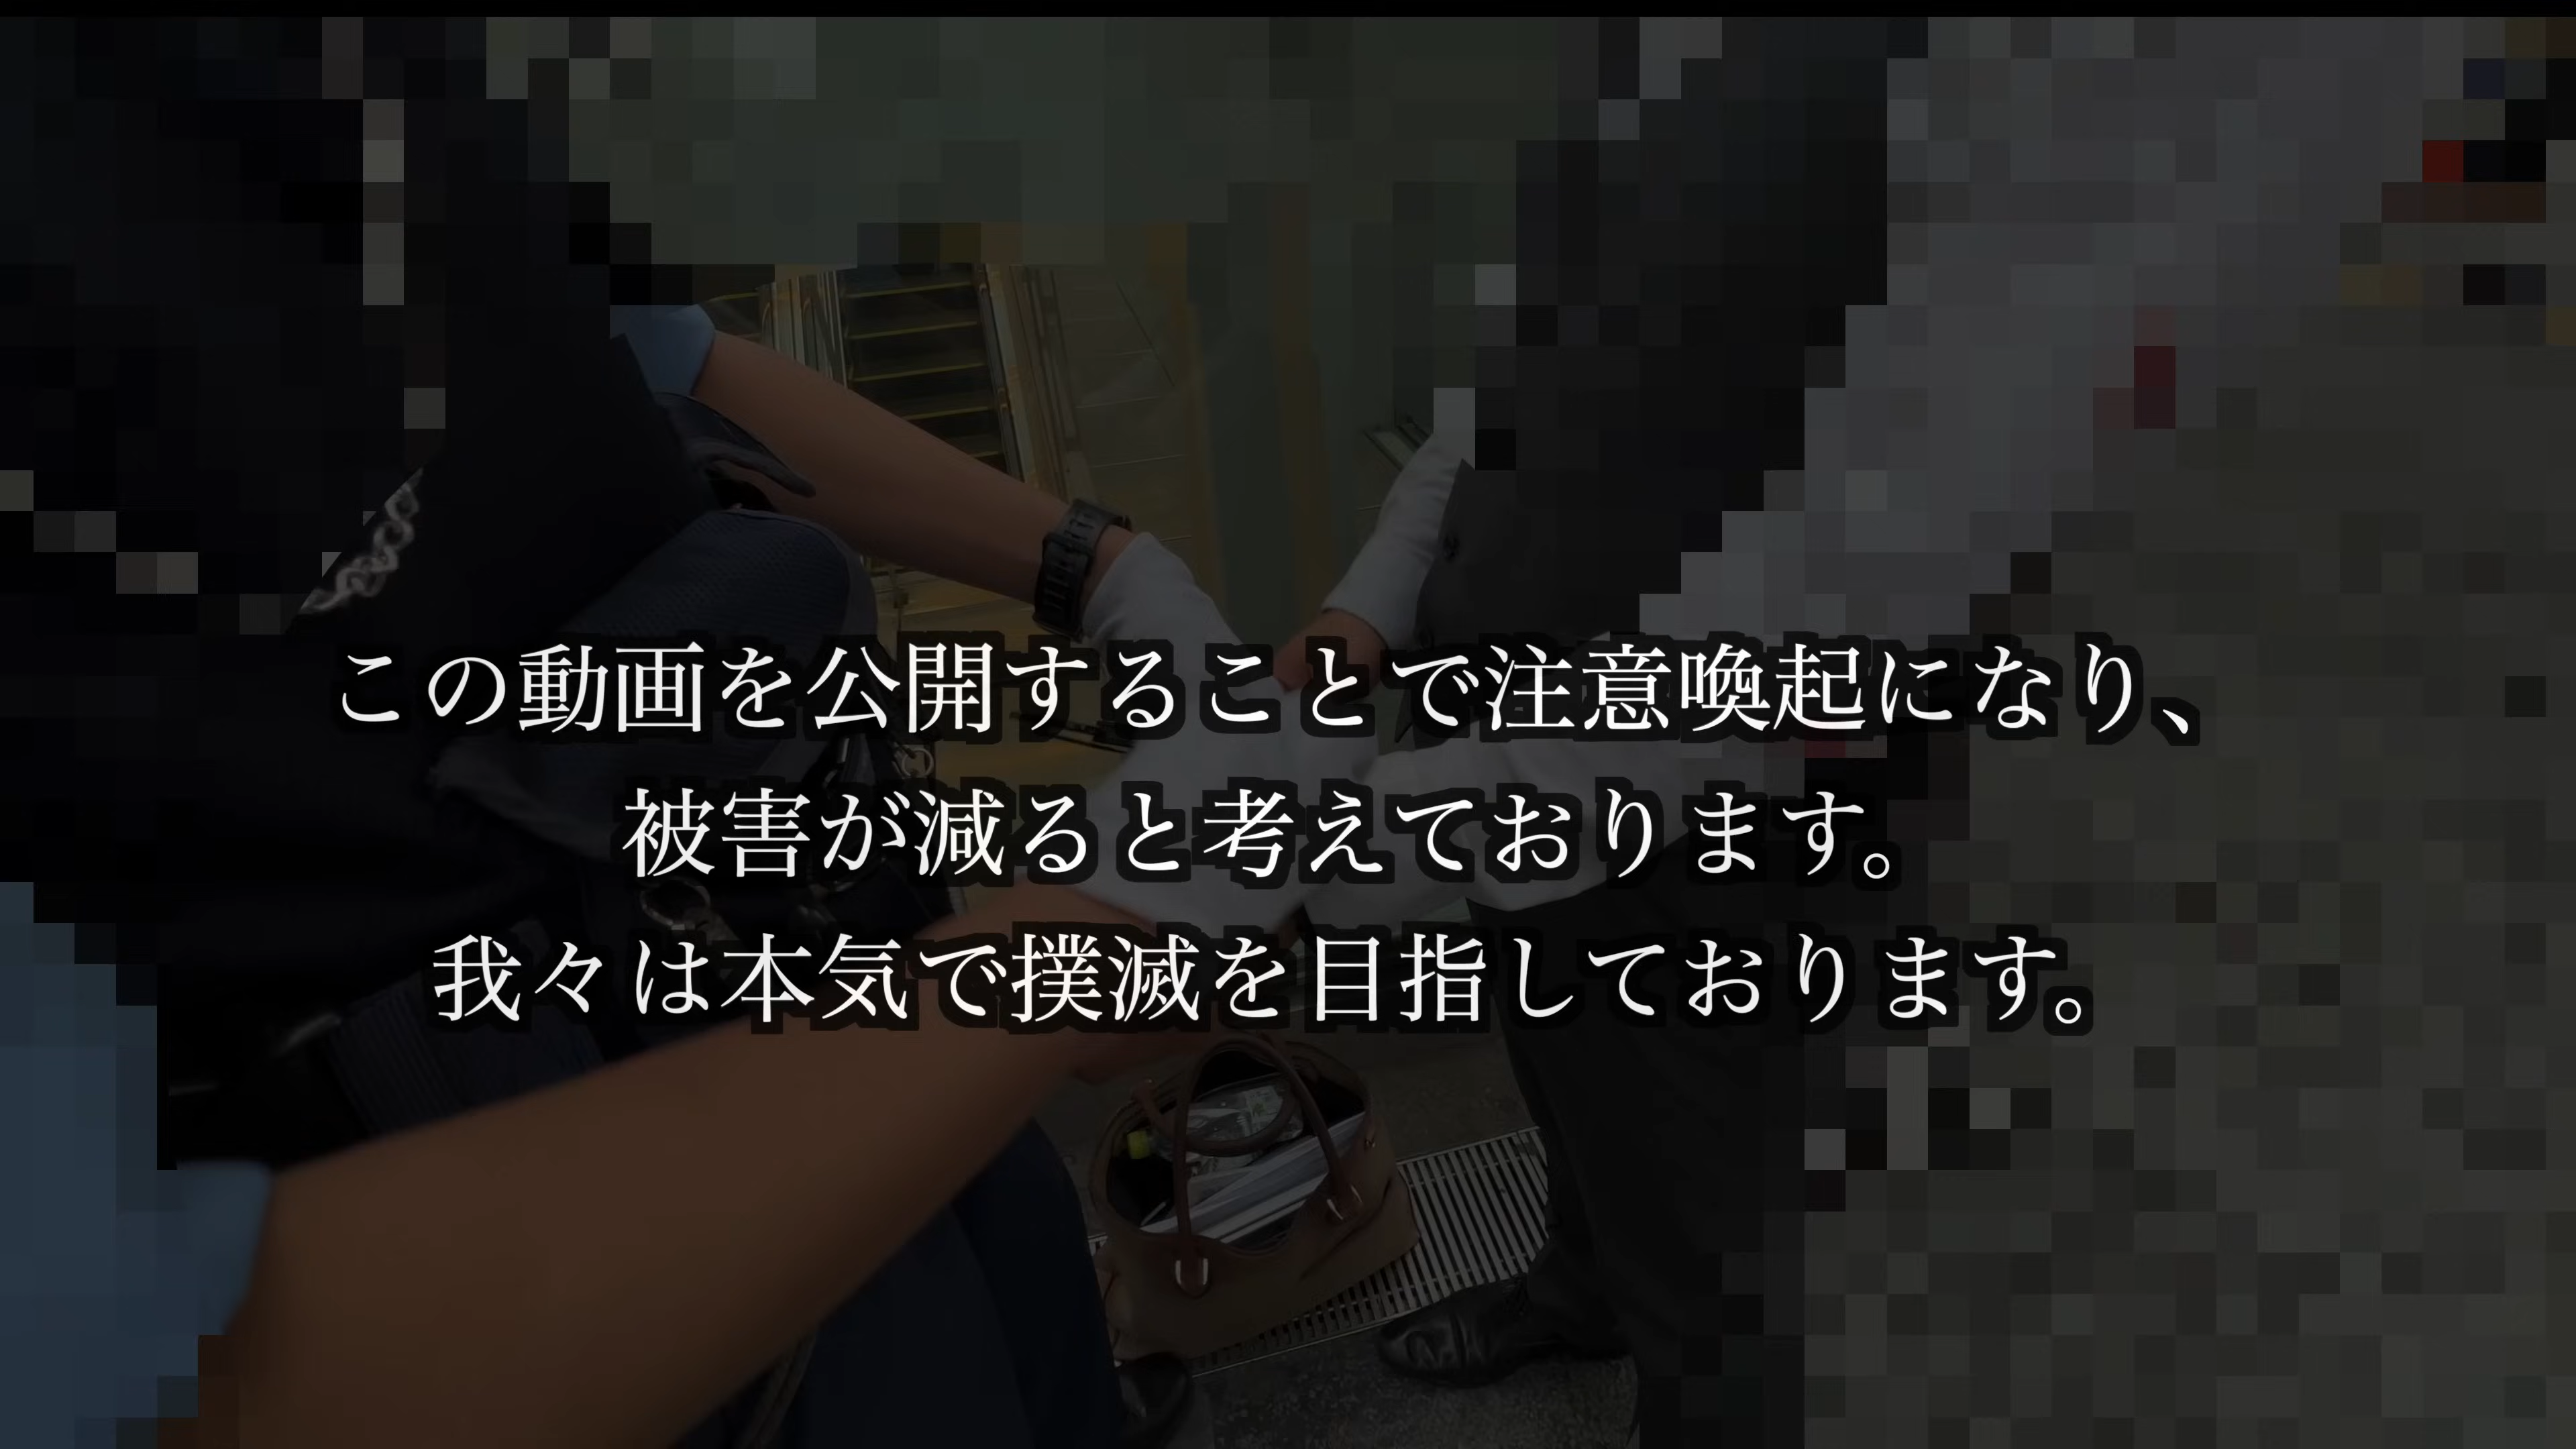 この動画を公開することで注意喚起になり、
被害が減ると考えております。
我々は本気で撲滅を目指しております。